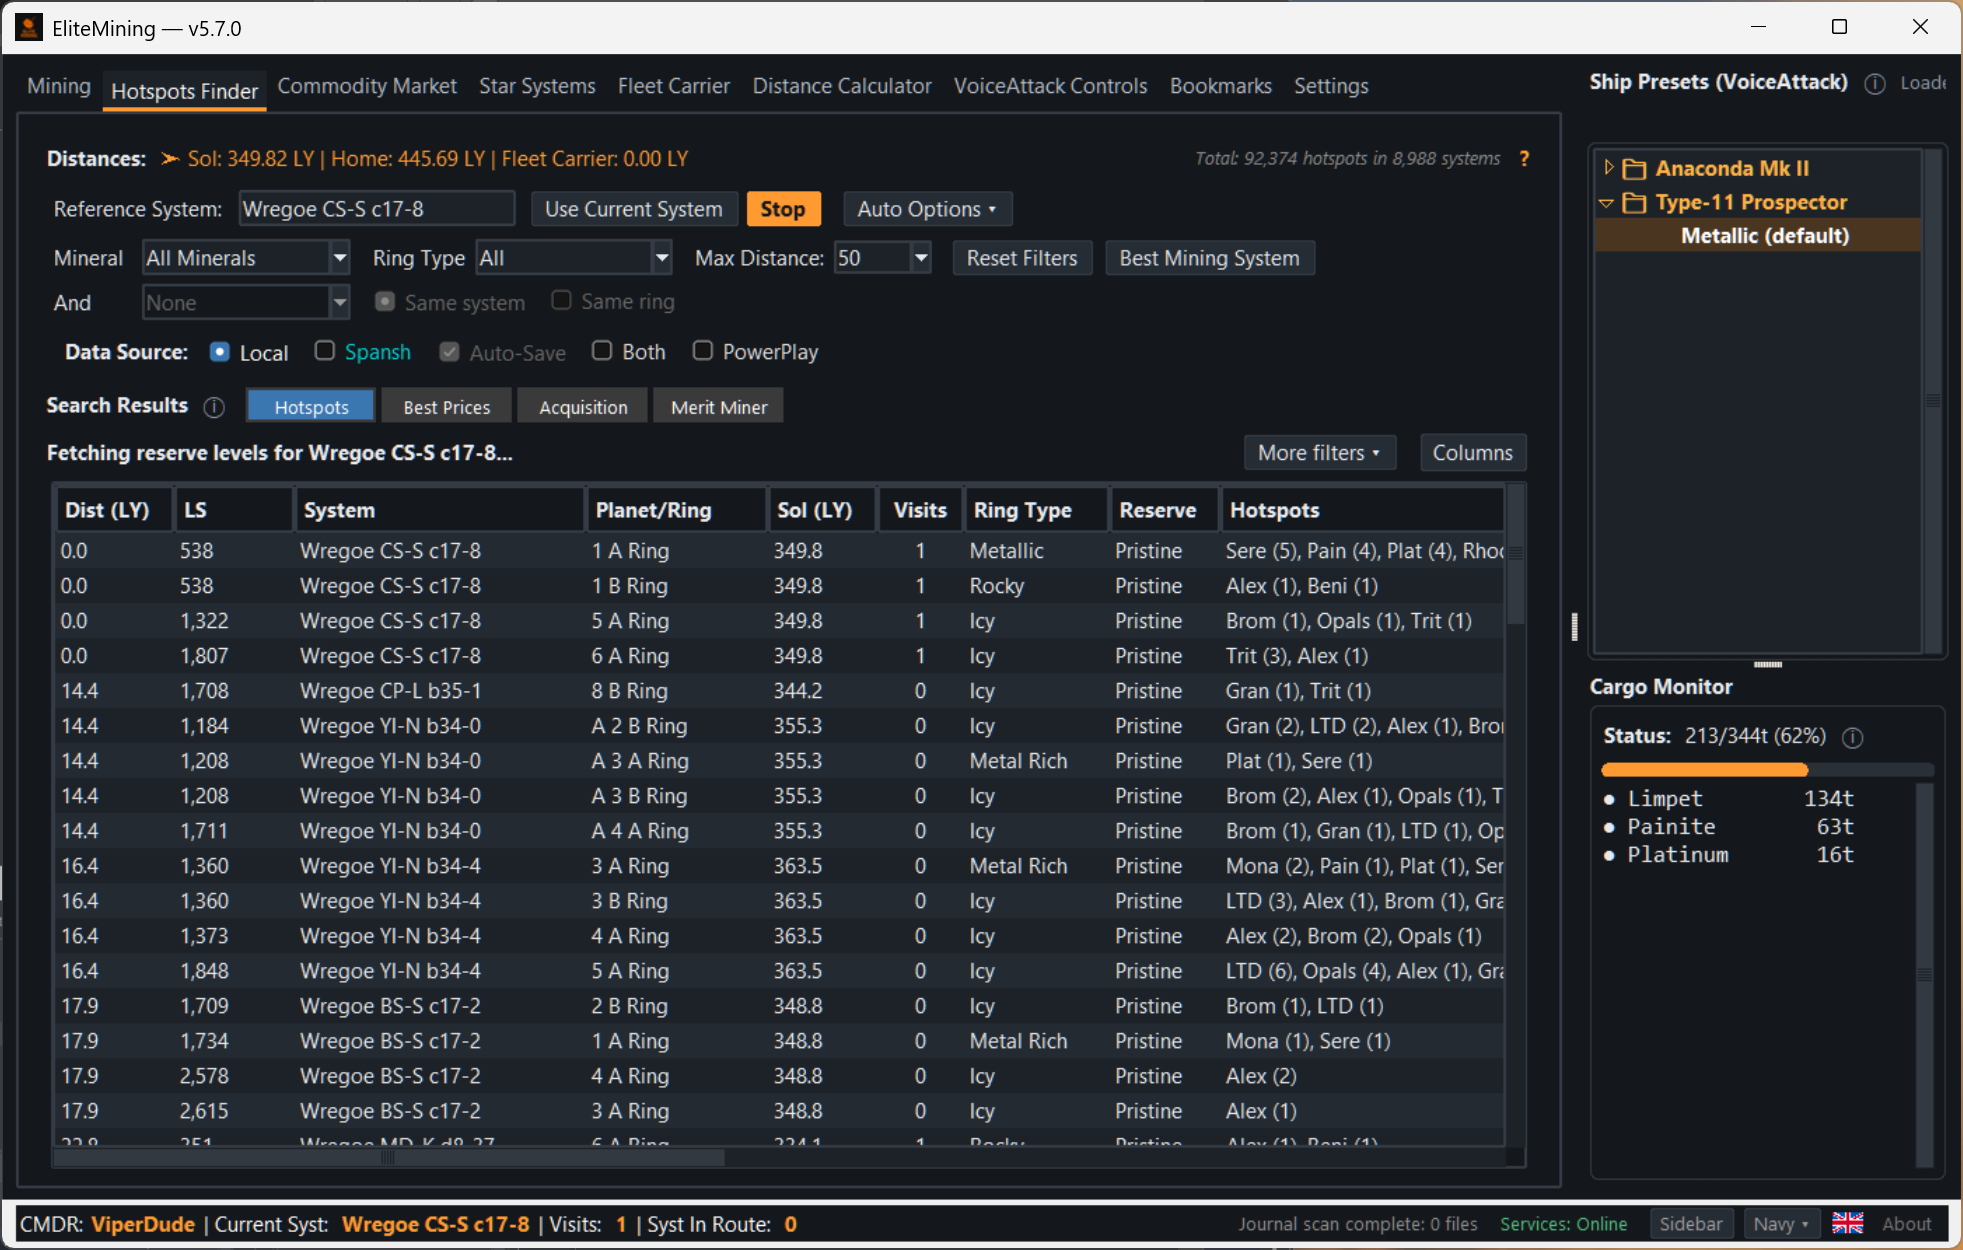 EliteMining — v5.7.0
Mining Hotspots Finder Commodity Market Star Systems Fleet Carrier Distance Calculator VoiceAttack Controls Bookmarks Settings
Distances: ➢ Sol: 349.82 LY | Home: 445.69 LY | Fleet Carrier: 0.00 LY Total: 92,374 hotspots in 8,988 systems ?
Reference System: Wregoe CS-S c17-8 Use Current System Stop Auto Options ▾
Mineral All Minerals Ring Type All Max Distance: 50 Reset Filters Best Mining System
And None Same system Same ring
Data Source: Local Spansh Auto-Save Both PowerPlay
Search Results ⓘ Hotspots Best Prices Acquisition Merit Miner
Fetching reserve levels for Wregoe CS-S c17-8... More filters ▾ Columns
Dist (LY) LS System Planet/Ring Sol (LY) Visits Ring Type Reserve Hotspots
0.0 538 Wregoe CS-S c17-8 1 A Ring 349.8 1 Metallic Pristine Sere (5), Pain (4), Plat (4), Rho
0.0 538 Wregoe CS-S c17-8 1 B Ring 349.8 1 Rocky Pristine Alex (1), Beni (1)
0.0 1,322 Wregoe CS-S c17-8 5 A Ring 349.8 1 Icy Pristine Brom (1), Opals (1), Trit (1)
0.0 1,807 Wregoe CS-S c17-8 6 A Ring 349.8 1 Icy Pristine Trit (3), Alex (1)
14.4 1,708 Wregoe CP-L b35-1 8 B Ring 344.2 0 Icy Pristine Gran (1), Trit (1)
14.4 1,184 Wregoe YI-N b34-0 A 2 B Ring 355.3 0 Icy Pristine Gran (2), LTD (2), Alex (1), Bro
14.4 1,208 Wregoe YI-N b34-0 A 3 A Ring 355.3 0 Metal Rich Pristine Plat (1), Sere (1)
14.4 1,208 Wregoe YI-N b34-0 A 3 B Ring 355.3 0 Icy Pristine Brom (2), Alex (1), Opals (1), T
14.4 1,711 Wregoe YI-N b34-0 A 4 A Ring 355.3 0 Icy Pristine Brom (1), Gran (1), LTD (1), Op
16.4 1,360 Wregoe YI-N b34-4 3 A Ring 363.5 0 Metal Rich Pristine Mona (2), Pain (1), Plat (1), Ser
16.4 1,360 Wregoe YI-N b34-4 3 B Ring 363.5 0 Icy Pristine LTD (3), Alex (1), Brom (1), Gra
16.4 1,373 Wregoe YI-N b34-4 4 A Ring 363.5 0 Icy Pristine Alex (2), Brom (2), Opals (1)
16.4 1,848 Wregoe YI-N b34-4 5 A Ring 363.5 0 Icy Pristine LTD (6), Opals (4), Alex (1), Gra
17.9 1,709 Wregoe BS-S c17-2 2 B Ring 348.8 0 Icy Pristine Brom (1), LTD (1)
17.9 1,734 Wregoe BS-S c17-2 1 A Ring 348.8 0 Metal Rich Pristine Mona (1), Sere (1)
17.9 2,578 Wregoe BS-S c17-2 4 A Ring 348.8 0 Icy Pristine Alex (2)
17.9 2,615 Wregoe BS-S c17-2 3 A Ring 348.8 0 Icy Pristine Alex (1)
Ship Presets (VoiceAttack) ⓘ Loade
Anaconda Mk II
Type-11 Prospector
Metallic (default)
Cargo Monitor
Status: 213/344t (62%) ⓘ
● Limpet 134t
● Painite 63t
● Platinum 16t
CMDR: ViperDude | Current Syst: Wregoe CS-S c17-8 | Visits: 1 | Syst In Route: 0 Journal scan complete: 0 files Services: Online Sidebar Navy ▾ About